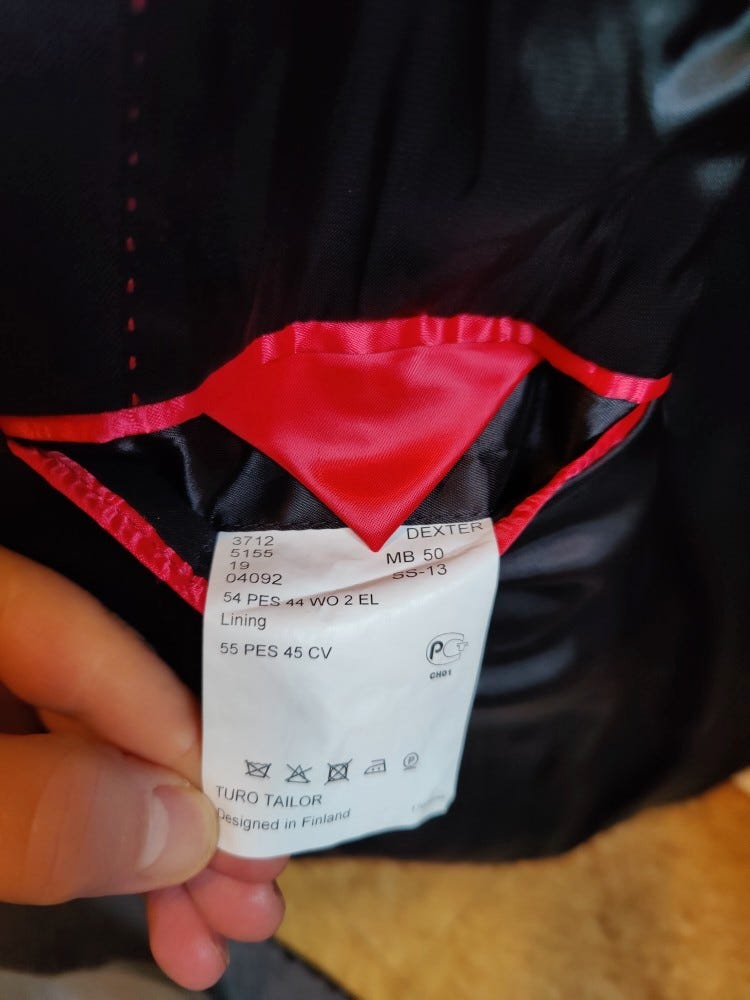 3712 DEXTER
5155 MB 50
19 SS-13
04092
54 PES 44 WO 2 EL
Lining
55 PES 45 CV
PCT
CH01
P
TURO TAILOR
Designed in Finland